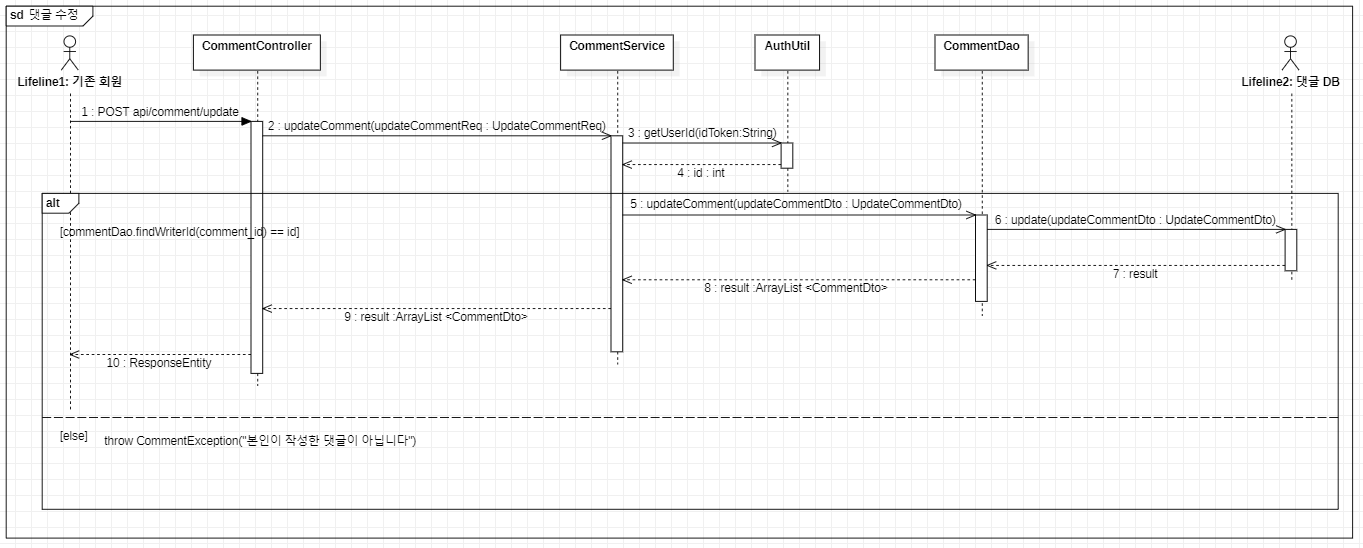 sd 댓글 수정
CommentController
CommentService
AuthUtil
CommentDao
Lifeline1: 기존 회원
Lifeline2: 댓글 DB
1 : POST api/comment/update
2 : updateComment(updateCommentReq : UpdateCommentReq)
3 : getUserId(idToken:String)
4 : id : int
alt
5 : updateComment(updateCommentDto : UpdateCommentDto)
6 : update(updateCommentDto : UpdateCommentDto)
[commentDao.findWriterId(comment_id) == id]
7 : result
8 : result :ArrayList <CommentDto>
9 : result :ArrayList <CommentDto>
10 : ResponseEntity
[else]
throw CommentException("본인이 작성한 댓글이 아닙니다")